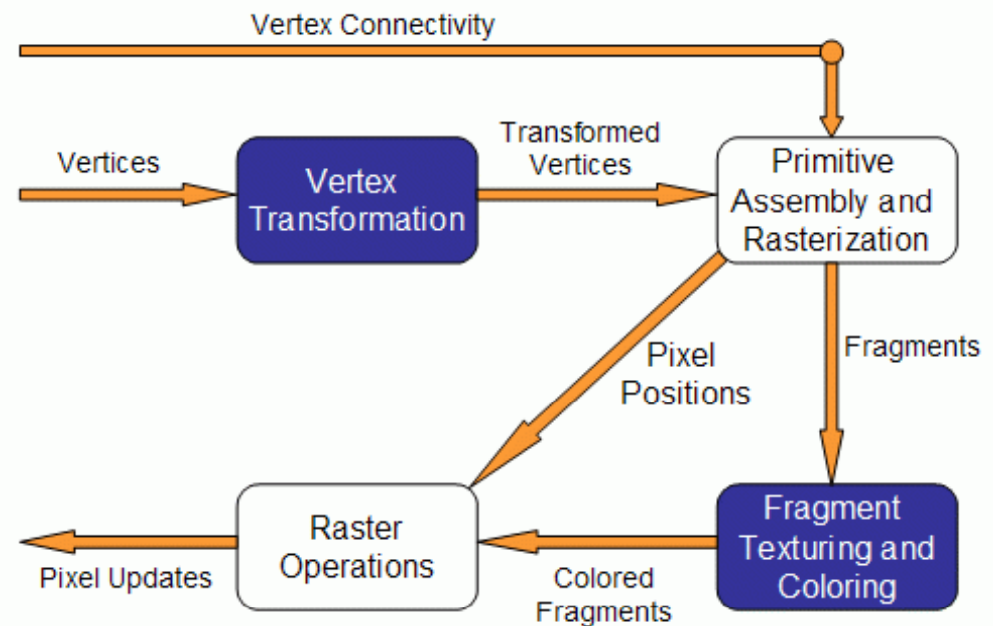 Vertex Connectivity
Vertices
Vertex
Transformation
Transformed
Vertices
Primitive
Assembly and
Rasterization
Pixel
Positions
Fragments
Pixel Updates
Raster
Operations
Colored
Fragments
Fragment
Texturing and
Coloring